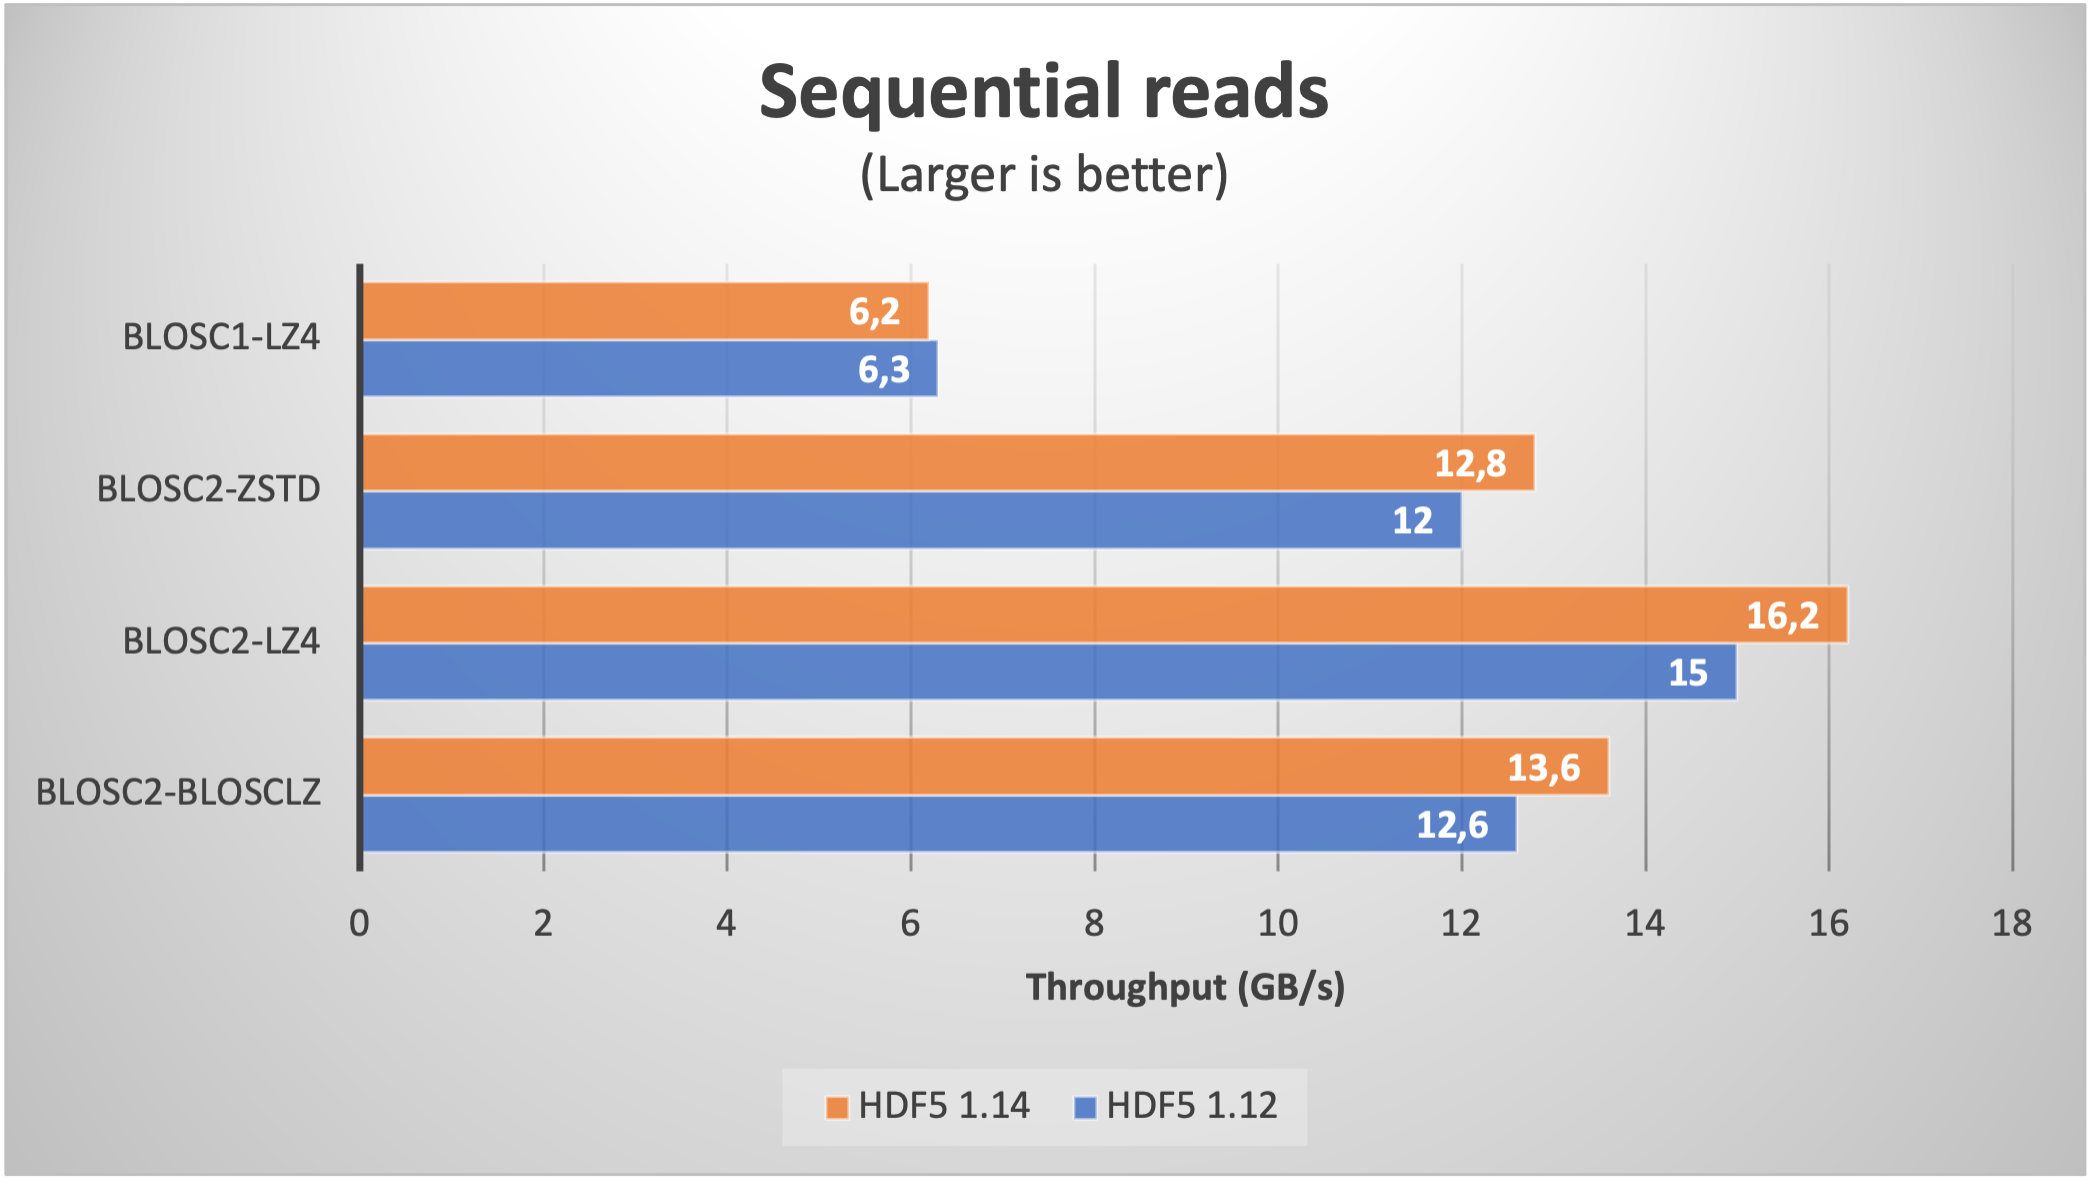 Sequential reads
(Larger is better)
BLOSC1-LZ4
6,2
6,3
BLOSC2-ZSTD
12,8
12
BLOSC2-LZ4
16,2
15
BLOSC2-BLOSCLZ
13,6
12,6
0 2 4 6 8 10 12 14 16 18
Throughput (GB/s)
HDF5 1.14 HDF5 1.12